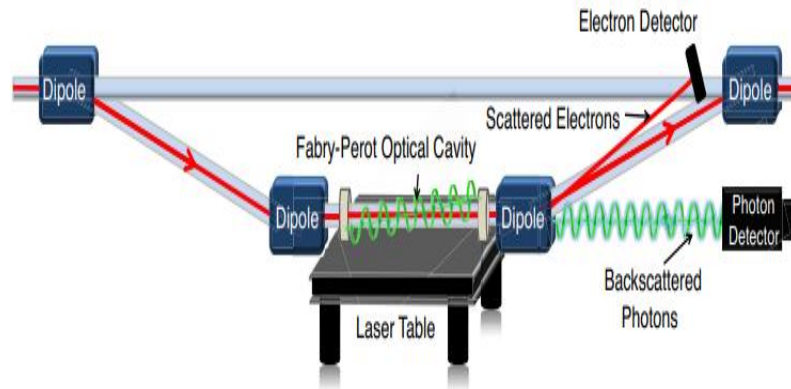 Electron Detector
Dipole
Dipole
Scattered Electrons
Fabry-Perot Optical Cavity
Dipole
Dipole
Photon
Detector
Backscattered
Photons
Laser Table